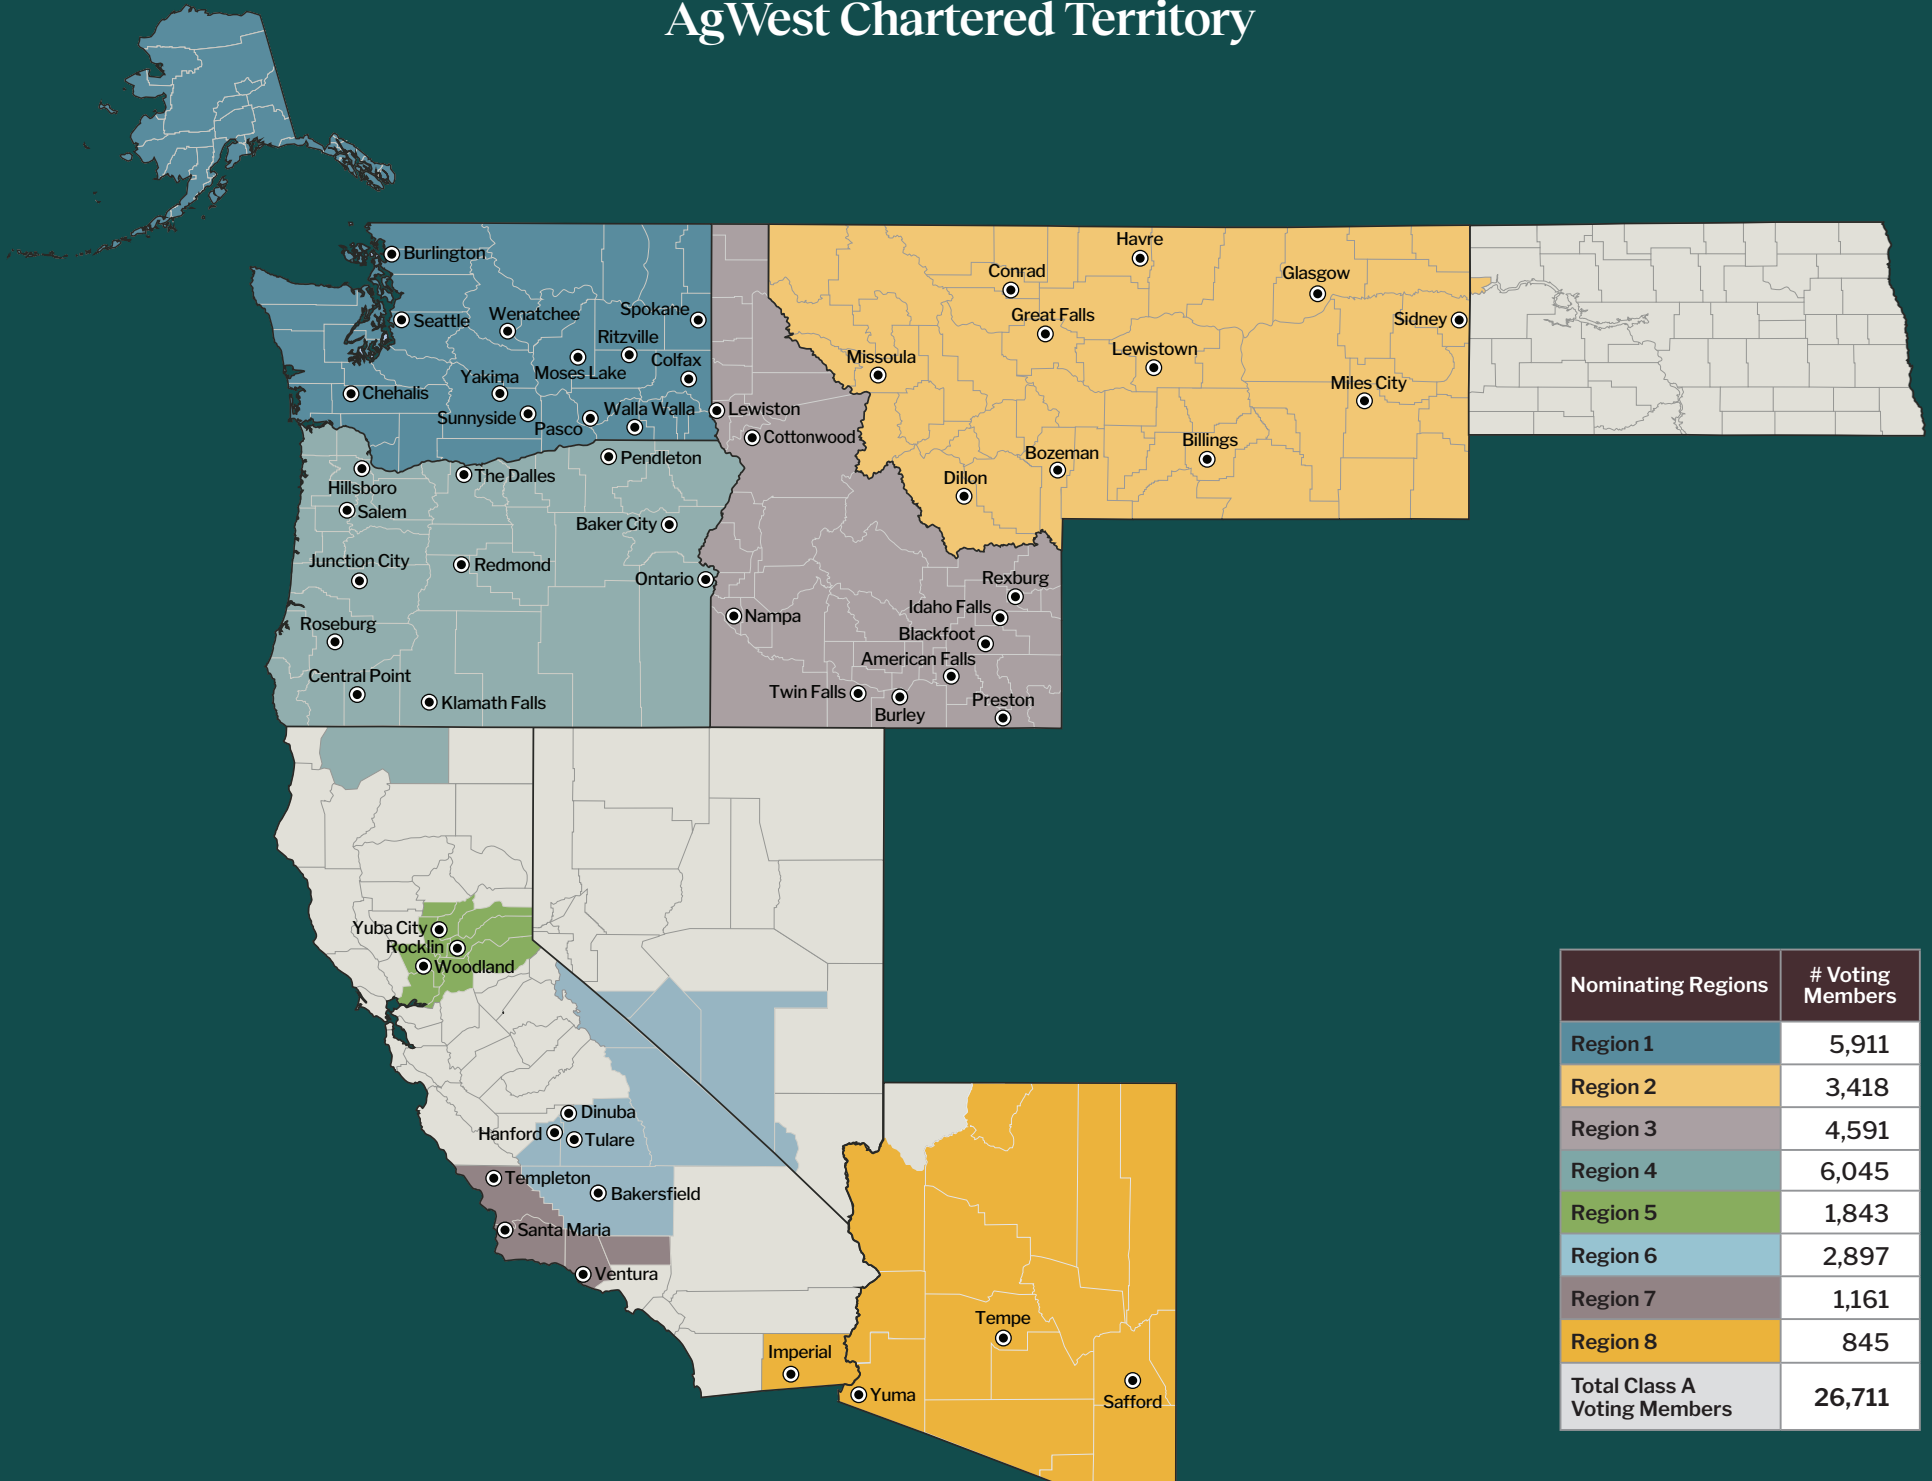 AgWest Chartered Territory
Burlington
Seattle
Wenatchee
Spokane
Ritzville
Moses Lake
Colfax
Chehalis
Yakima
Sunnyside
Pasco
Walla Walla
Lewiston
Cottonwood
Havre
Conrad
Glasgow
Great Falls
Sidney
Lewistown
Missoula
Miles City
Billings
Bozeman
Dillon
Pendleton
The Dalles
Hillsboro
Salem
Baker City
Junction City
Redmond
Ontario
Roseburg
Central Point
Klamath Falls
Nampa
Rexburg
Idaho Falls
Blackfoot
American Falls
Twin Falls
Burley
Preston
Yuba City
Rocklin
Woodland
Dinuba
Hanford
Tulare
Templeton
Bakersfield
Santa Maria
Ventura
Imperial
Yuma
Tempe
Safford
Nominating Regions # Voting
Members
Region 1 5,911
Region 2 3,418
Region 3 4,591
Region 4 6,045
Region 5 1,843
Region 6 2,897
Region 7 1,161
Region 8 845
Total Class A
Voting Members 26,711